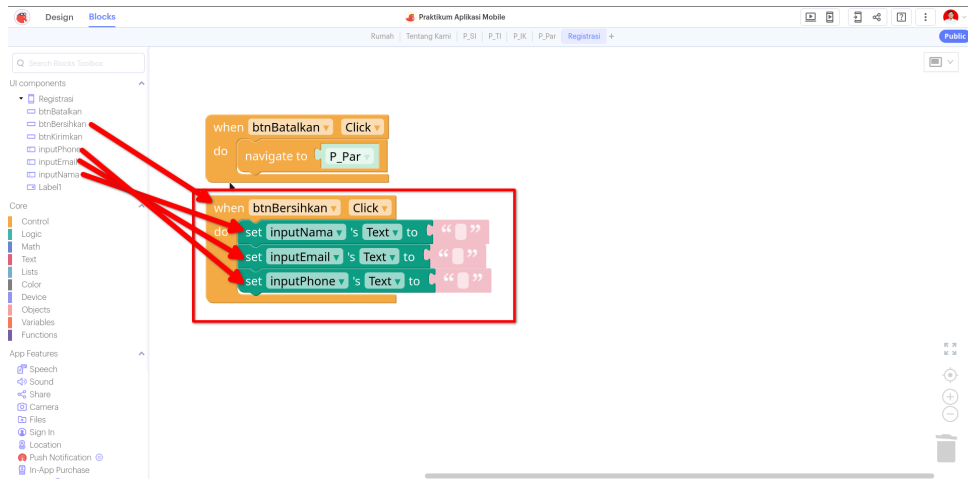 Design Blocks Praktikum Aplikasi Mobile
Rumah Tentang Kami P_SI P_TI P_IK P_Par Registrasi +
Public
Search Blocks Toolbox
UI components
Registrasi
btnBatalkan
btnBersihkan
btnKirimkan
inputPhone
inputEmail
inputNama
Label1
Core
Control
Logic
Math
Text
Lists
Color
Device
Objects
Variables
Functions
App Features
Speech
Sound
Share
Camera
Files
Sign In
Location
Push Notification
In-App Purchase
when btnBatalkan Click
do navigate to P_Par
when btnBersihkan Click
do set inputNama 's Text to “ ”
set inputEmail 's Text to “ ”
set inputPhone 's Text to “ ”